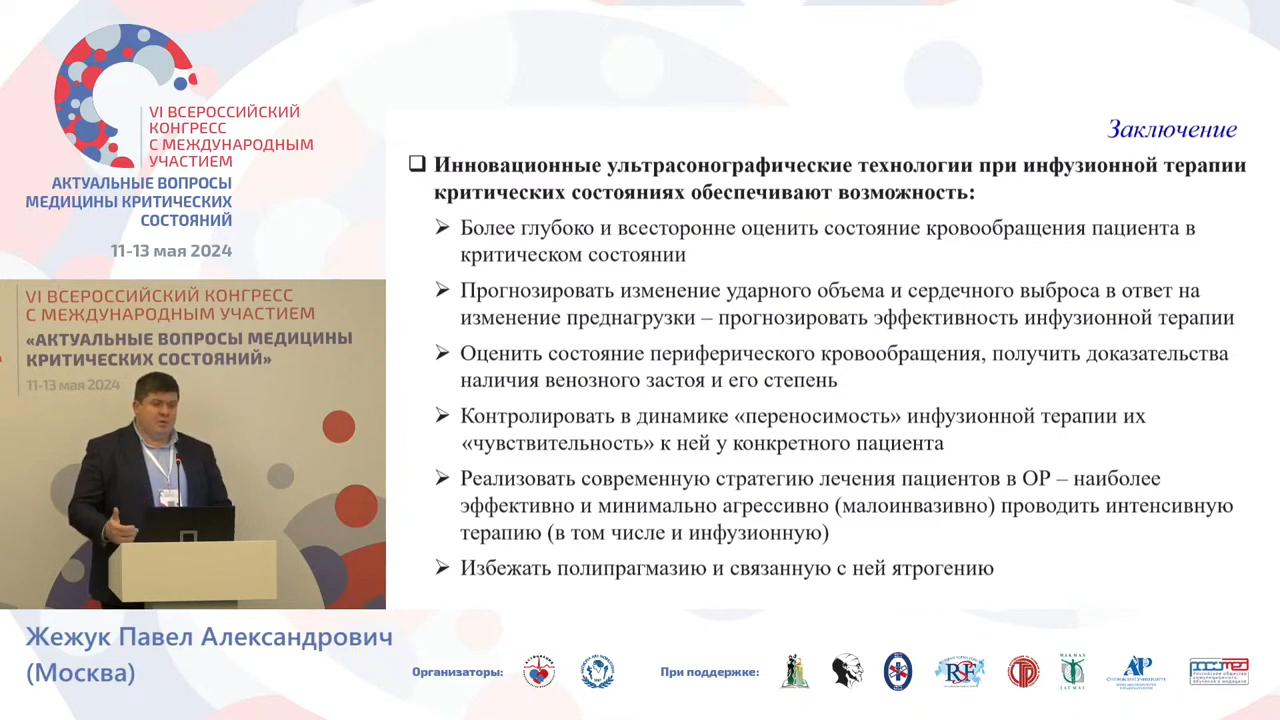 VI ВСЕРОССИЙСКИЙ
КОНГРЕСС
С МЕЖДУНАРОДНЫМ
УЧАСТИЕМ
АКТУАЛЬНЫЕ ВОПРОСЫ
МЕДИЦИНЫ КРИТИЧЕСКИХ
СОСТОЯНИЙ
11-13 мая 2024
VI ВСЕРОССИЙСКИЙ КОНГРЕСС
С МЕЖДУНАРОДНЫМ УЧАСТИЕМ
«АКТУАЛЬНЫЕ ВОПРОСЫ МЕДИЦИНЫ
КРИТИЧЕСКИХ СОСТОЯНИЙ»
11-13 мая 2024
Жежук Павел Александрович
(Москва)
Заключение
Инновационные ультрасонографические технологии при инфузионной терапии
критических состояниях обеспечивают возможность:
Более глубоко и всесторонне оценить состояние кровообращения пациента в
критическом состоянии
Прогнозировать изменение ударного объема и сердечного выброса в ответ на
изменение преднагрузки – прогнозировать эффективность инфузионной терапии
Оценить состояние периферического кровообращения, получить доказательства
наличия венозного застоя и его степень
Контролировать в динамике «переносимость» инфузионной терапии их
«чувствительность» к ней у конкретного пациента
Реализовать современную стратегию лечения пациентов в ОР – наиболее
эффективно и минимально агрессивно (малоинвазивно) проводить интенсивную
терапию (в том числе и инфузионную)
Избежать полипрагмазию и связанную с ней ятрогению
Организаторы:
При поддержке: